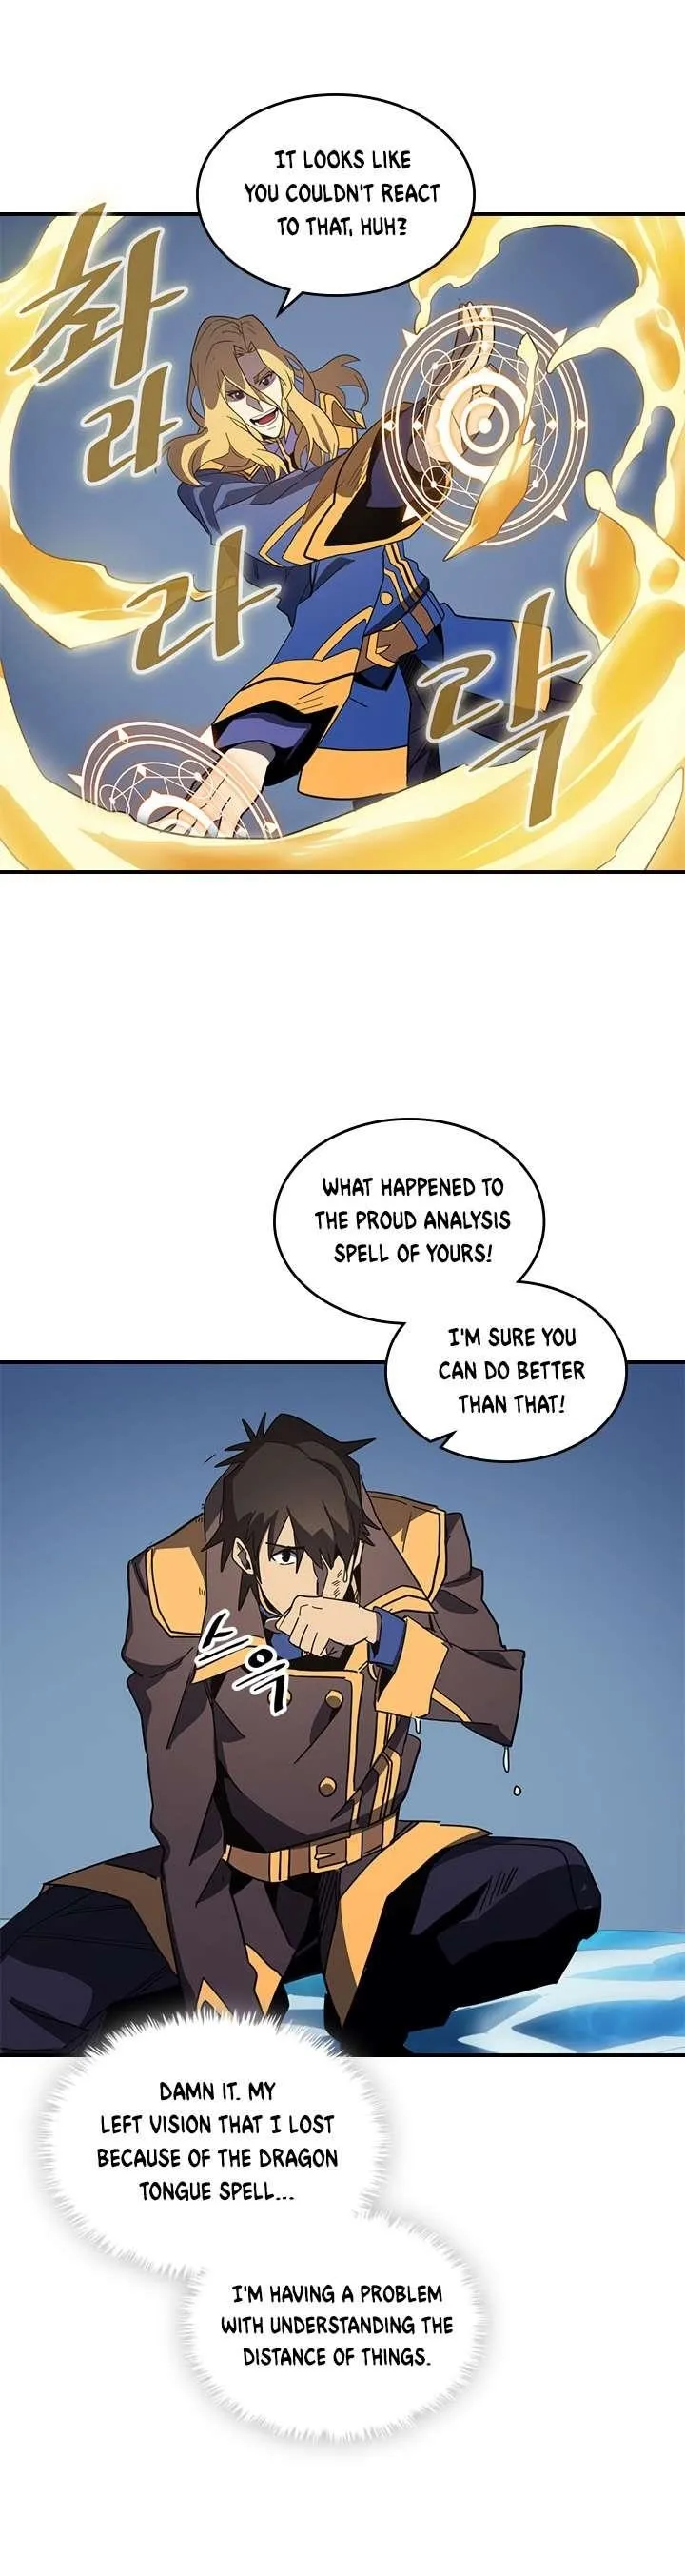 IT LOOKS LIKE
YOU COULDN'T REACT
TO THAT, HUH?
촤
라
라
락
WHAT HAPPENED TO
THE PROUD ANALYSIS
SPELL OF YOURS!
I'M SURE YOU
CAN DO BETTER
THAN THAT!
스윽
DAMN IT. MY
LEFT VISION THAT I LOST
BECAUSE OF THE DRAGON
TONGUE SPELL...
I'M HAVING A PROBLEM
WITH UNDERSTANDING THE
DISTANCE OF THINGS.